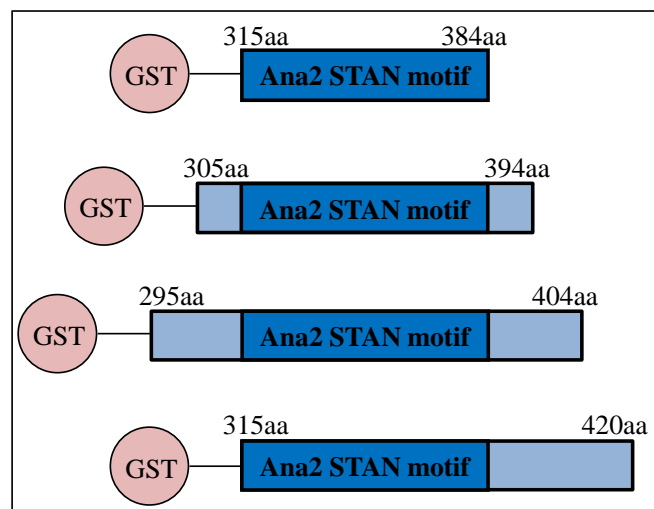 315aa 384aa
GST Ana2 STAN motif
305aa 394aa
GST Ana2 STAN motif
295aa 404aa
GST Ana2 STAN motif
315aa 420aa
GST Ana2 STAN motif